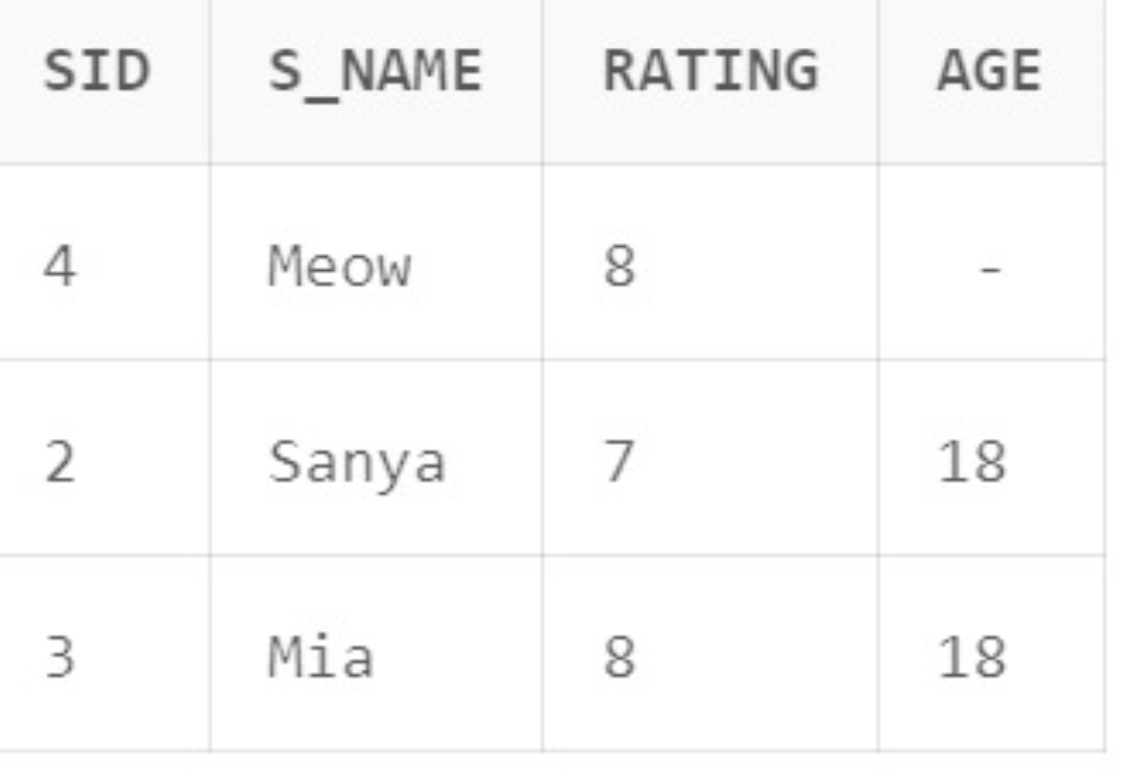 SID S_NAME RATING AGE
4 Meow 8 -
2 Sanya 7 18
3 Mia 8 18